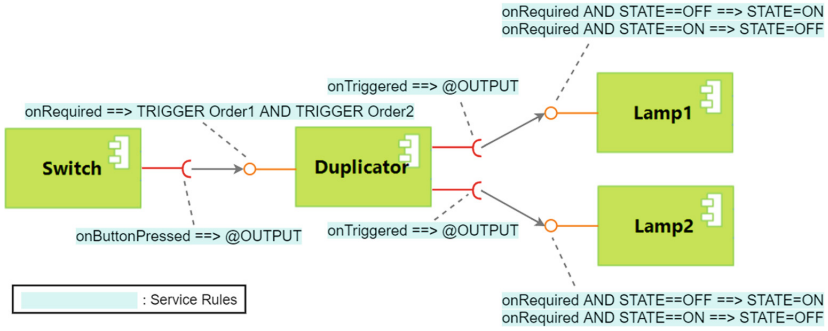 onRequired AND STATE==OFF ==> STATE=ON
onRequired AND STATE==ON ==> STATE=OFF
onTriggered ==> @OUTPUT
onRequired ==> TRIGGER Order1 AND TRIGGER Order2
Lamp1
Switch
Duplicator
Lamp2
onButtonPressed ==> @OUTPUT
onTriggered ==> @OUTPUT
: Service Rules
onRequired AND STATE==OFF ==> STATE=ON
onRequired AND STATE==ON ==> STATE=OFF